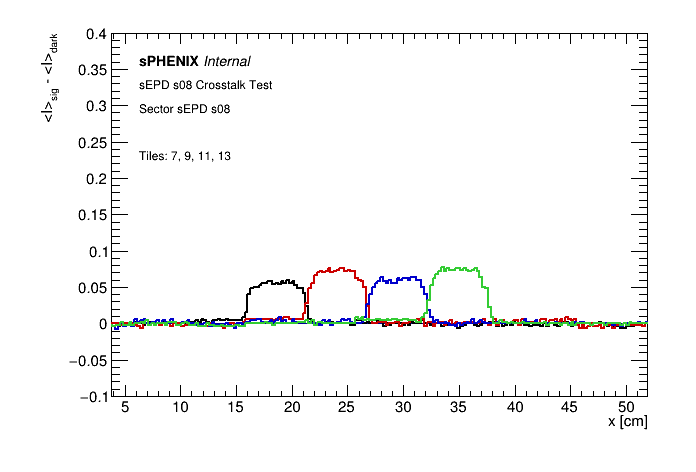 <I>sig - <I>dark
0.4
0.35
0.3
0.25
0.2
0.15
0.1
0.05
0
−0.05
−0.1
sPHENIX Internal
sEPD s08 Crosstalk Test
Sector sEPD s08
Tiles: 7, 9, 11, 13
5 10 15 20 25 30 35 40 45 50
x [cm]